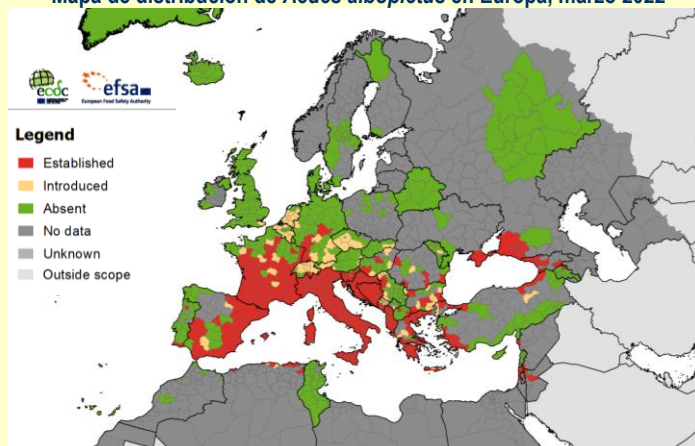 Mapa de distribución de Aedes albopictus en Europa, marzo 2022
ecdc
efsa
European Food Safety Authority
Legend
Established
Introduced
Absent
No data
Unknown
Outside scope